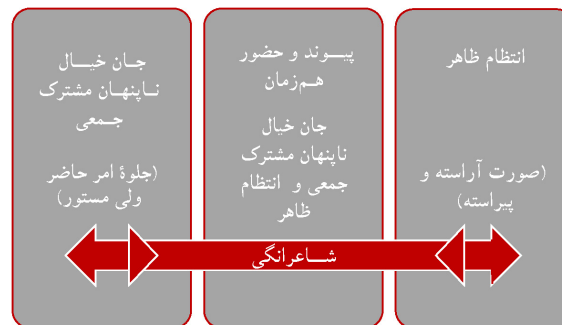 انتظام ظاهر
(صورت آراسته و
پیراسته)
پیوند و حضور
هم‌زمان
جان خیال
ناپنهان مشترک
جمعی و انتظام
ظاهر
جان خیال
ناپنهان مشترک
جمعی
(جلوۀ امر حاضر
ولی مستور)
شاعرانگی